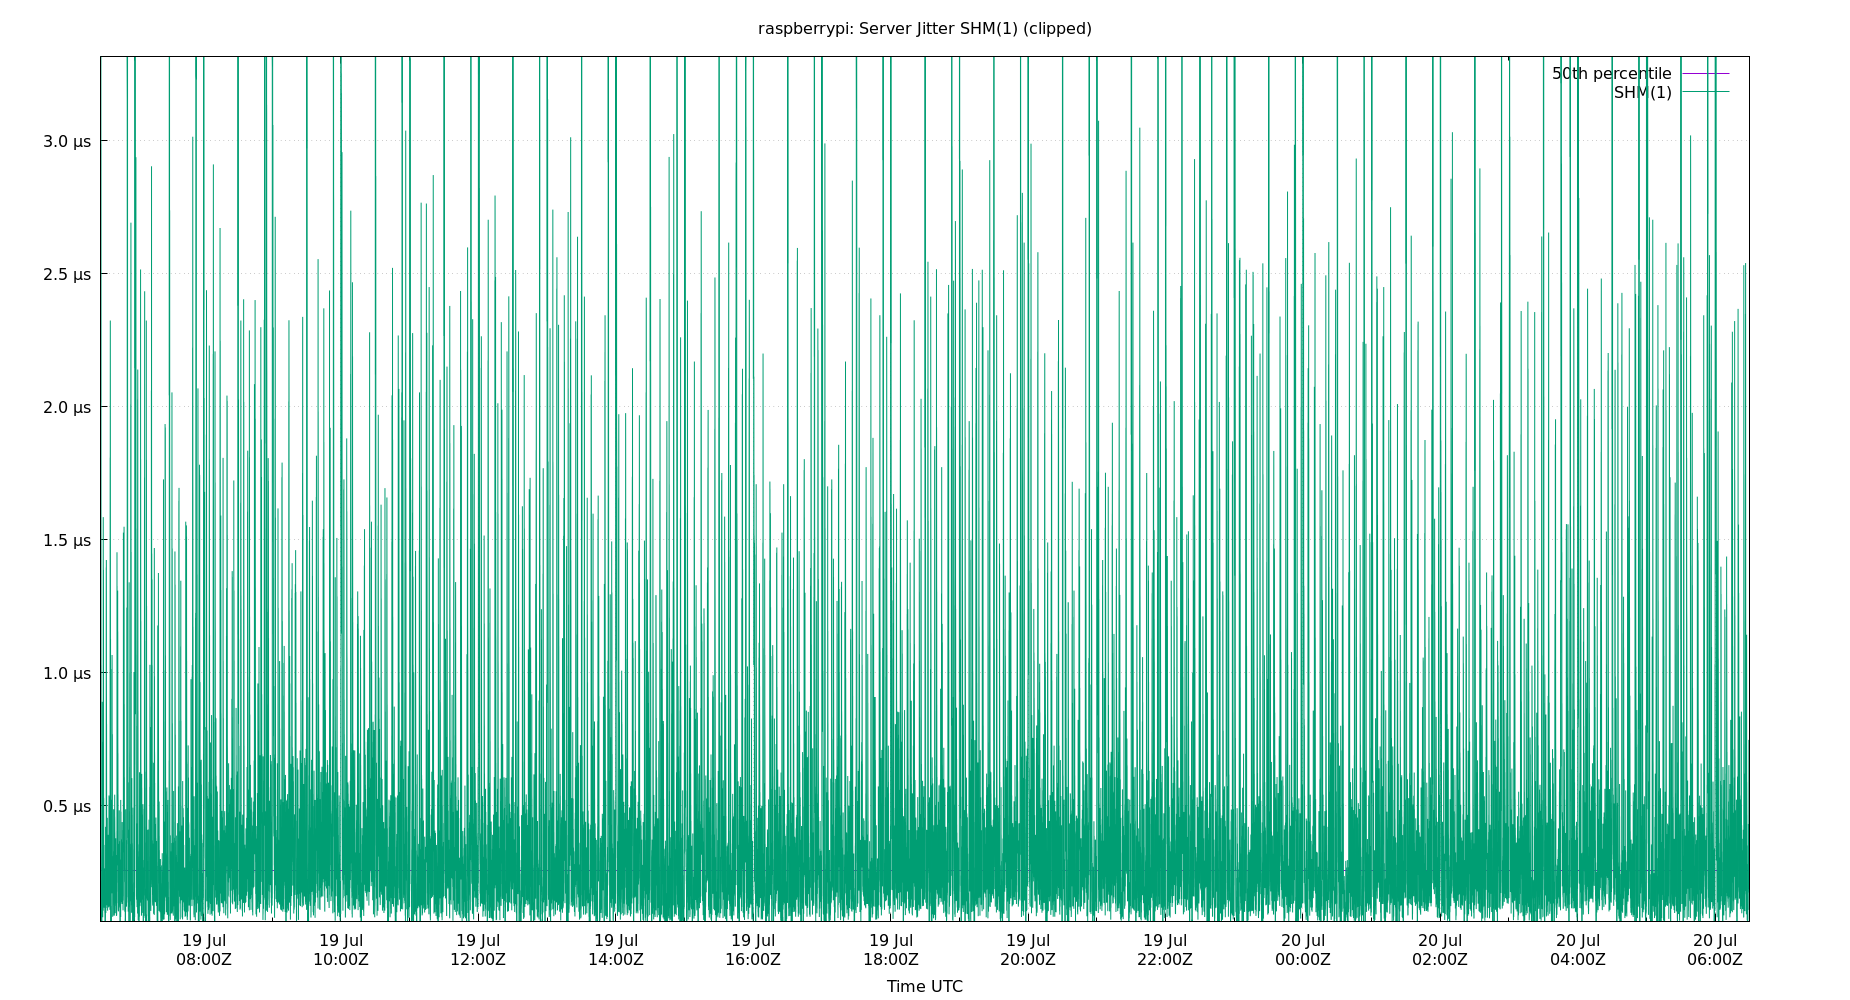 raspberrypi: Server Jitter SHM(1) (clipped)
50th percentile
SHM(1)
3.0 µs
2.5 µs
2.0 µs
1.5 µs
1.0 µs
0.5 µs
19 Jul 19 Jul 19 Jul 19 Jul 19 Jul 19 Jul 19 Jul 19 Jul 20 Jul 20 Jul 20 Jul 20 Jul
08:00Z 10:00Z 12:00Z 14:00Z 16:00Z 18:00Z 20:00Z 22:00Z 00:00Z 02:00Z 04:00Z 06:00Z
Time UTC